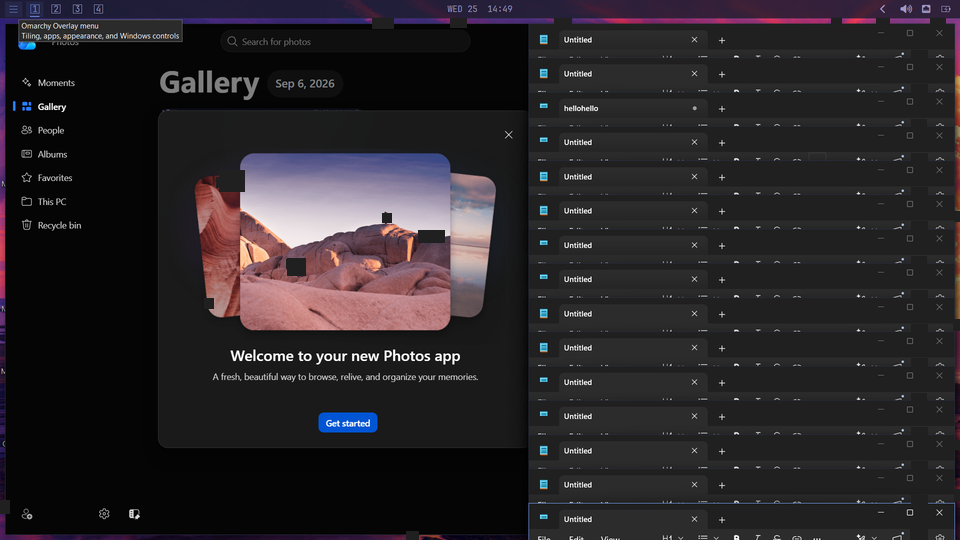 1 2 3 4 WED 25 14:49
Omarchy Overlay menu
Tiling, apps, appearance, and Windows controls
Photos
Search for photos
Gallery Sep 6, 2026
Moments
Gallery
People
Albums
Favorites
This PC
Recycle bin
Welcome to your new Photos app
A fresh, beautiful way to browse, relive, and organize your memories.
Get started
Untitled
Untitled
hellohello
Untitled
Untitled
Untitled
Untitled
Untitled
Untitled
Untitled
Untitled
Untitled
Untitled
Untitled
Untitled
File Edit View H1 B I